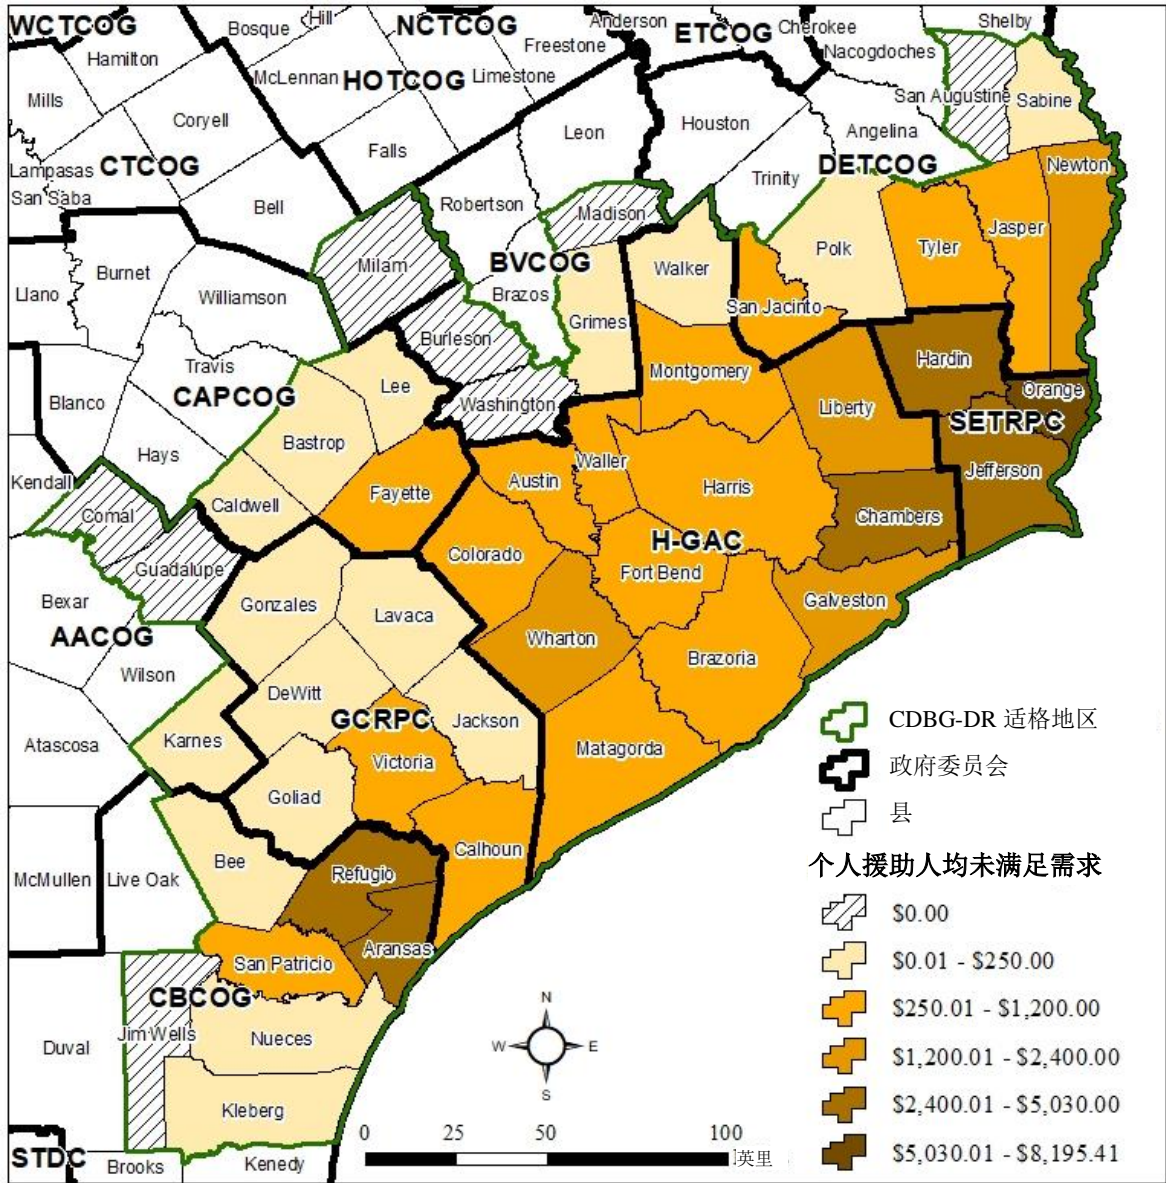 WCTCOG
Bosque
Hill
NCTCOG
Anderson
ETCOG
Cherokee
Shelby
Hamilton
Freestone
Nacogdoches
McLennan
HOTCOG
Limestone
San Augustine
Sabine
Mills
Coryell
Leon
Houston
Angelina
Lampasas
CTCOG
Falls
DETCOG
Newton
San Saba
Bell
Robertson
Madison
Trinity
Jasper
Burnet
Milam
BVCOG
Walker
Polk
Tyler
Llano
Williamson
Brazos
Grimes
San Jacinto
Burleson
Travis
Montgomery
Hardin
Blanco
CAPCOG
Lee
Washington
Liberty
Orange
Hays
Bastrop
SETRPC
Kendall
Waller
Jefferson
Comal
Caldwell
Fayette
Austin
Harris
Chambers
Guadalupe
Colorado
H-GAC
Fort Bend
Bexar
Gonzales
Lavaca
Galveston
AACOG
Wharton
Wilson
Brazoria
DeWitt
Atascosa
Karnes
GCRPC
Jackson
Matagorda
Victoria
Goliad
Bee
Calhoun
McMullen
Live Oak
Refugio
San Patricio
Aransas
CBCOG
Duval
Jim Wells
Nueces
Kleberg
STDC
Brooks
Kenedy
CDBG-DR 适格地区
政府委员会
县
个人援助人均未满足需求
$0.00
$0.01 - $250.00
$250.01 - $1,200.00
$1,200.01 - $2,400.00
$2,400.01 - $5,030.00
$5,030.01 - $8,195.41
N
W
E
S
0 25 50 100
英里